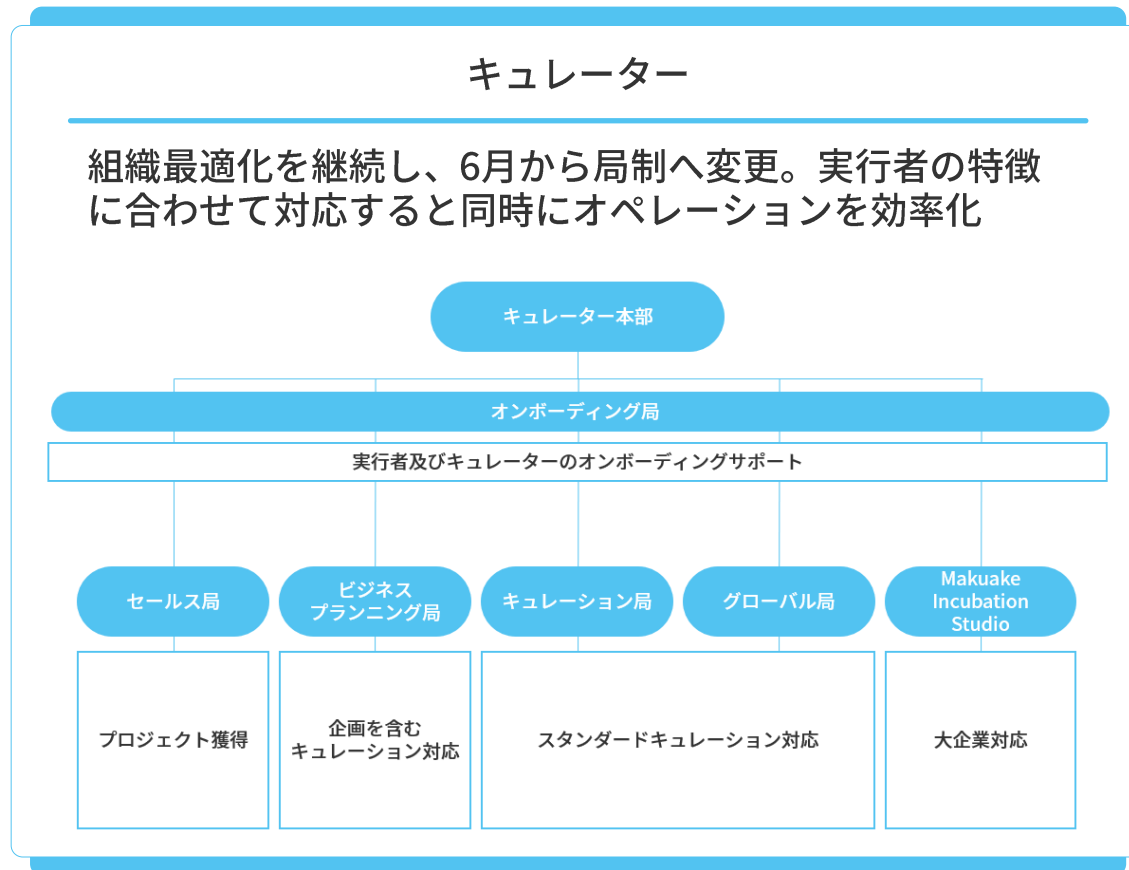 キュレーター
組織最適化を継続し、6月から局制へ変更。実行者の特徴
に合わせて対応すると同時にオペレーションを効率化
キュレーター本部
オンボーディング局
実行者及びキュレーターのオンボーディングサポート
セールス局
ビジネス
プランニング局
キュレーション局
グローバル局
Makuake
Incubation
Studio
プロジェクト獲得
企画を含む
キュレーション対応
スタンダードキュレーション対応
大企業対応